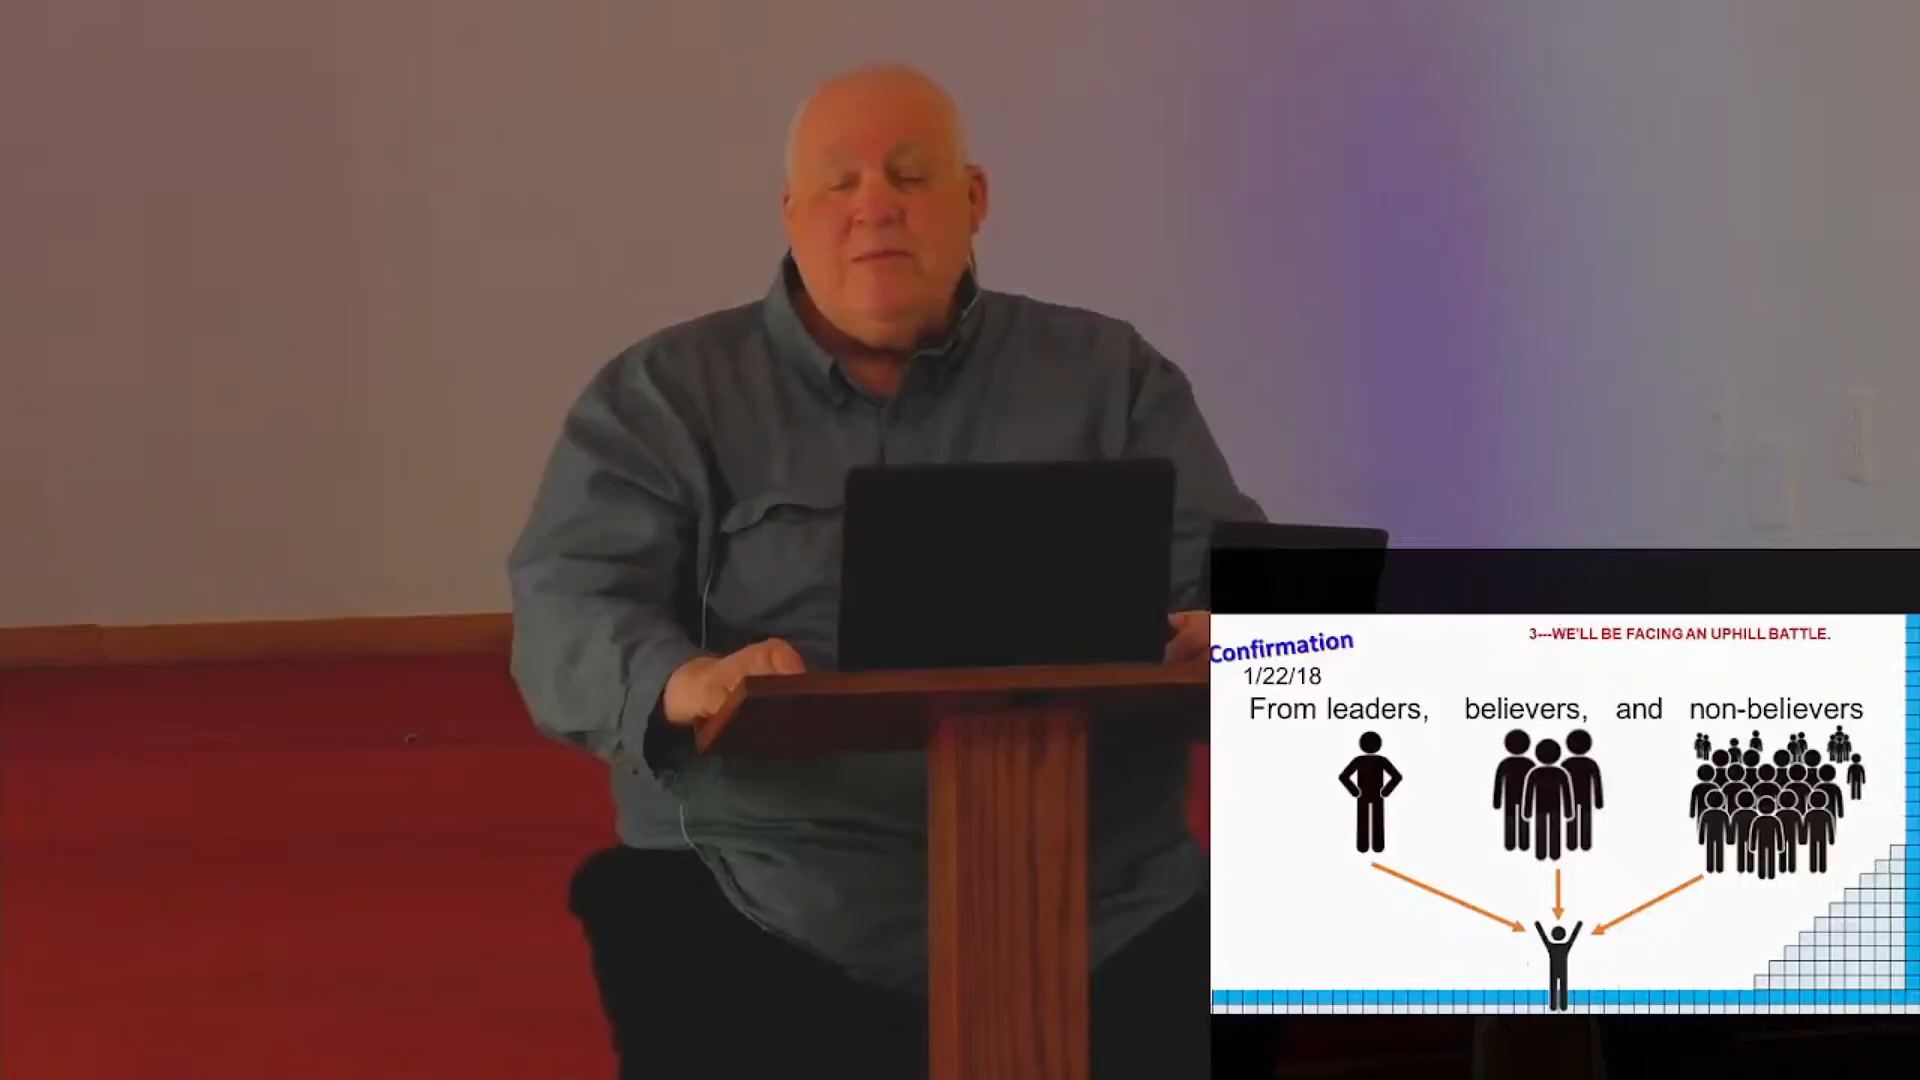 3---WE'LL BE FACING AN UPHILL BATTLE.
Confirmation
1/22/18
From leaders, believers, and non-believers